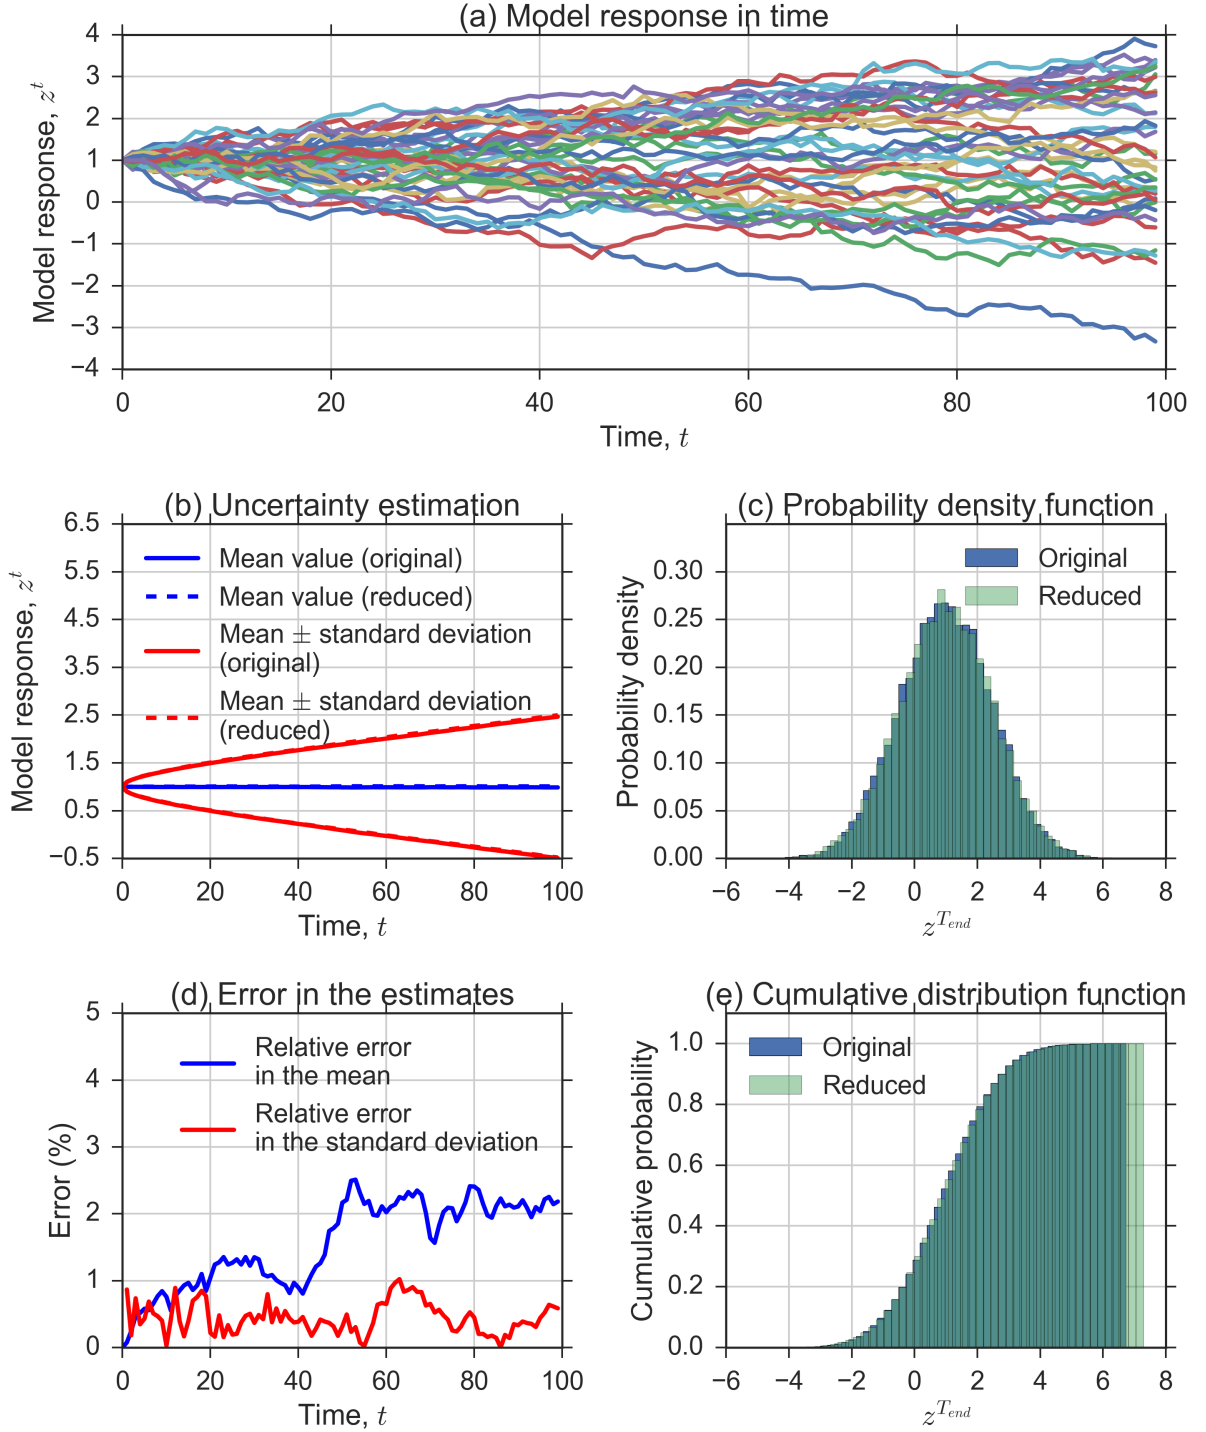 (a) Model response in time
Model response, z^t
4
3
2
1
0
−1
−2
−3
−4
0 20 40 60 80 100
Time, t
(b) Uncertainty estimation
Model response, z^t
6.5
5.5
4.5
3.5
2.5
1.5
0.5
−0.5
Mean value (original)
Mean value (reduced)
Mean ± standard deviation
(original)
Mean ± standard deviation
(reduced)
0 20 40 60 80 100
Time, t
(c) Probability density function
Probability density
0.30
0.25
0.20
0.15
0.10
0.05
0.00
Original
Reduced
−6 −4 −2 0 2 4 6 8
z^{T_{end}}
(d) Error in the estimates
Error (%)
5
4
3
2
1
0
Relative error
in the mean
Relative error
in the standard deviation
0 20 40 60 80 100
Time, t
(e) Cumulative distribution function
Cumulative probability
1.0
0.8
0.6
0.4
0.2
0.0
Original
Reduced
−6 −4 −2 0 2 4 6 8
z^{T_{end}}